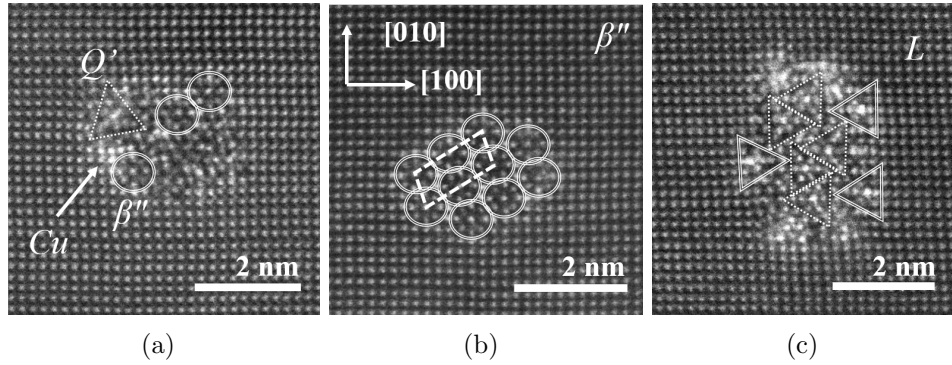 Q'
Cu
β''
2 nm
(a)
[010]
[100]
β''
2 nm
(b)
L
2 nm
(c)